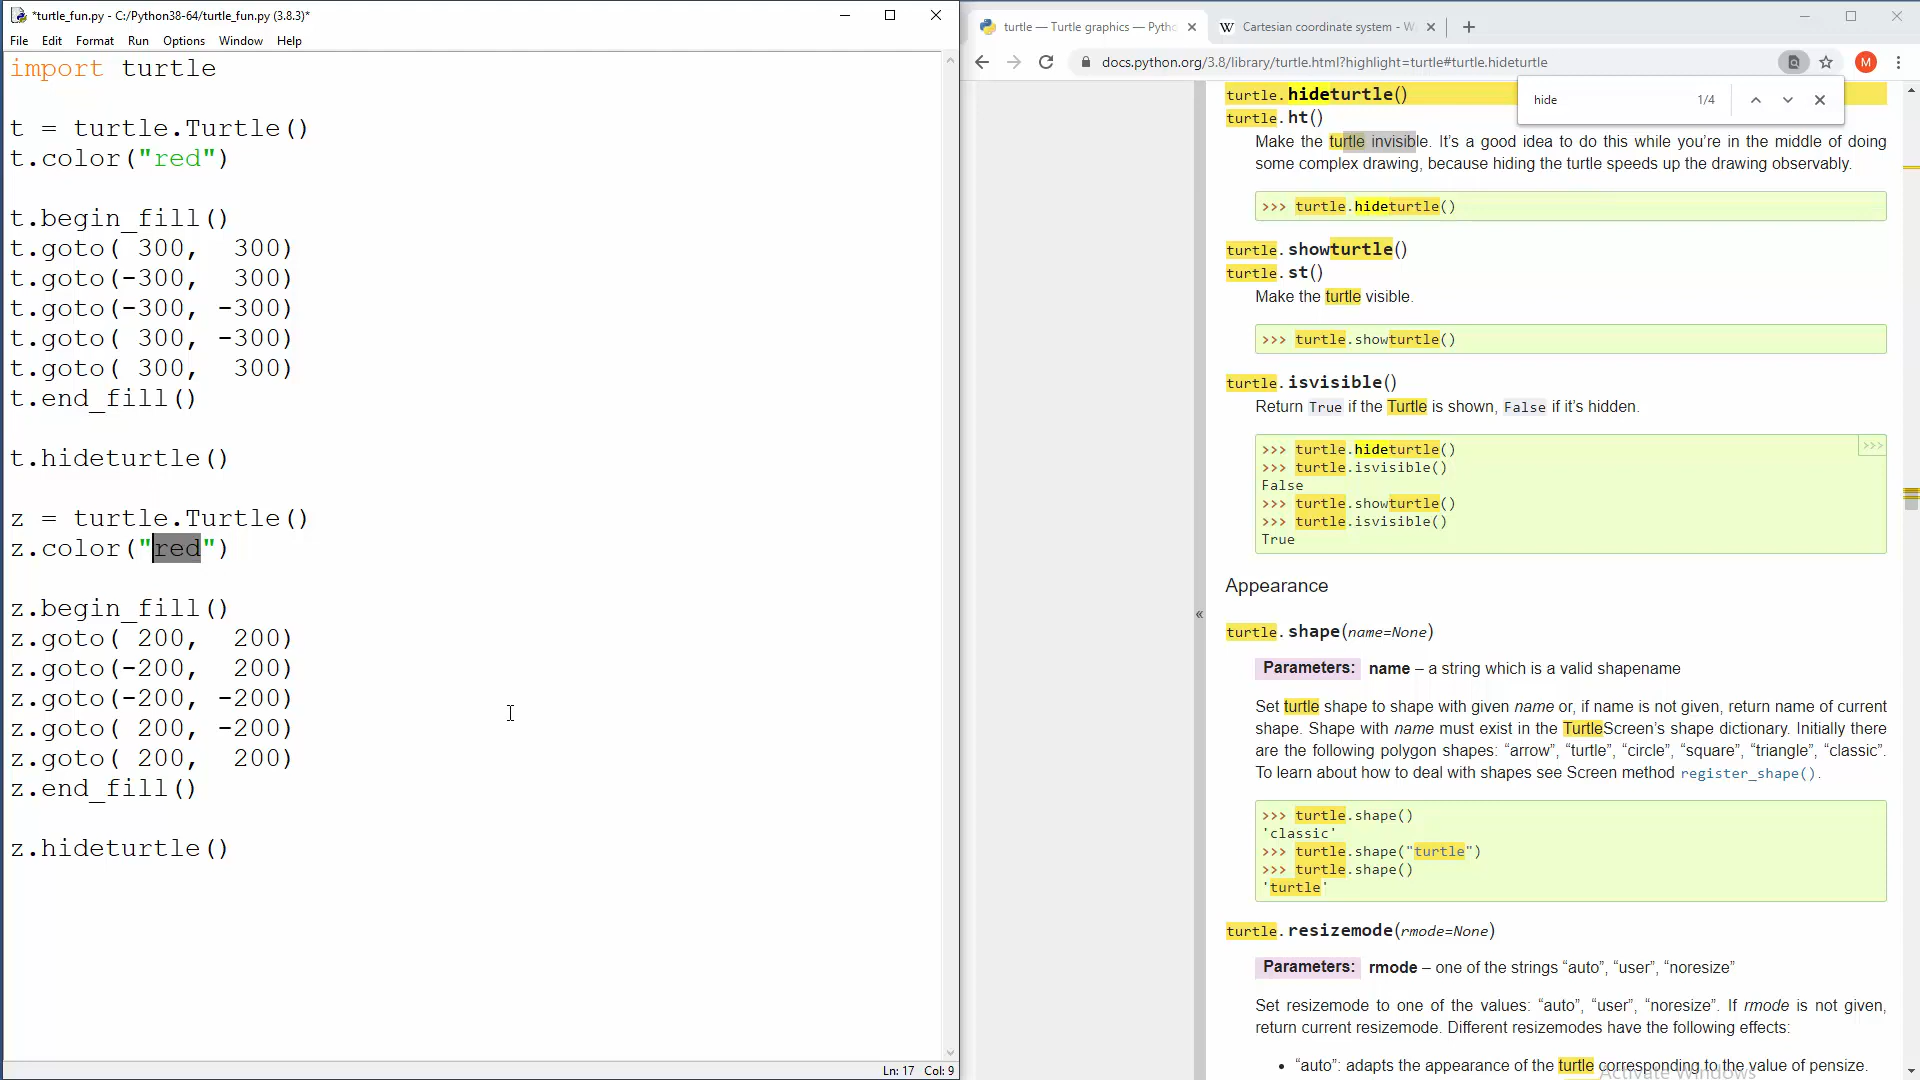 *turtle_fun.py - C:/Python38-64/turtle_fun.py (3.8.3)*
File Edit Format Run Options Window Help
import turtle
t = turtle.Turtle()
t.color("red")
t.begin_fill()
t.goto( 300,  300)
t.goto(-300,  300)
t.goto(-300, -300)
t.goto( 300, -300)
t.goto( 300,  300)
t.end_fill()
t.hideturtle()
z = turtle.Turtle()
z.color("red")
z.begin_fill()
z.goto( 200,  200)
z.goto(-200,  200)
z.goto(-200, -200)
z.goto( 200, -200)
z.goto( 200,  200)
z.end_fill()
z.hideturtle()
Ln: 17 Col: 9
turtle — Turtle graphics — Pytho
W Cartesian coordinate system - W
docs.python.org/3.8/library/turtle.html?highlight=turtle#turtle.hideturtle
M
hide 1/4
turtle.hideturtle()
turtle.ht()
Make the turtle invisible. It’s a good idea to do this while you’re in the middle of doing
some complex drawing, because hiding the turtle speeds up the drawing observably.
>>> turtle.hideturtle()
turtle.showturtle()
turtle.st()
Make the turtle visible.
>>> turtle.showturtle()
turtle.isvisible()
Return True if the Turtle is shown, False if it’s hidden.
>>>
>>> turtle.hideturtle()
>>> turtle.isvisible()
False
>>> turtle.showturtle()
>>> turtle.isvisible()
True
«
Appearance
turtle.shape(name=None)
Parameters: name – a string which is a valid shapename
Set turtle shape to shape with given name or, if name is not given, return name of current
shape. Shape with name must exist in the TurtleScreen’s shape dictionary. Initially there
are the following polygon shapes: “arrow”, “turtle”, “circle”, “square”, “triangle”, “classic”.
To learn about how to deal with shapes see Screen method register_shape().
>>> turtle.shape()
'classic'
>>> turtle.shape("turtle")
>>> turtle.shape()
'turtle'
turtle.resizemode(rmode=None)
Parameters: rmode – one of the strings “auto”, “user”, “noresize”
Set resizemode to one of the values: “auto”, “user”, “noresize”. If rmode is not given,
return current resizemode. Different resizemodes have the following effects:
• “auto”: adapts the appearance of the turtle corresponding to the value of pensize.
Activate Windows